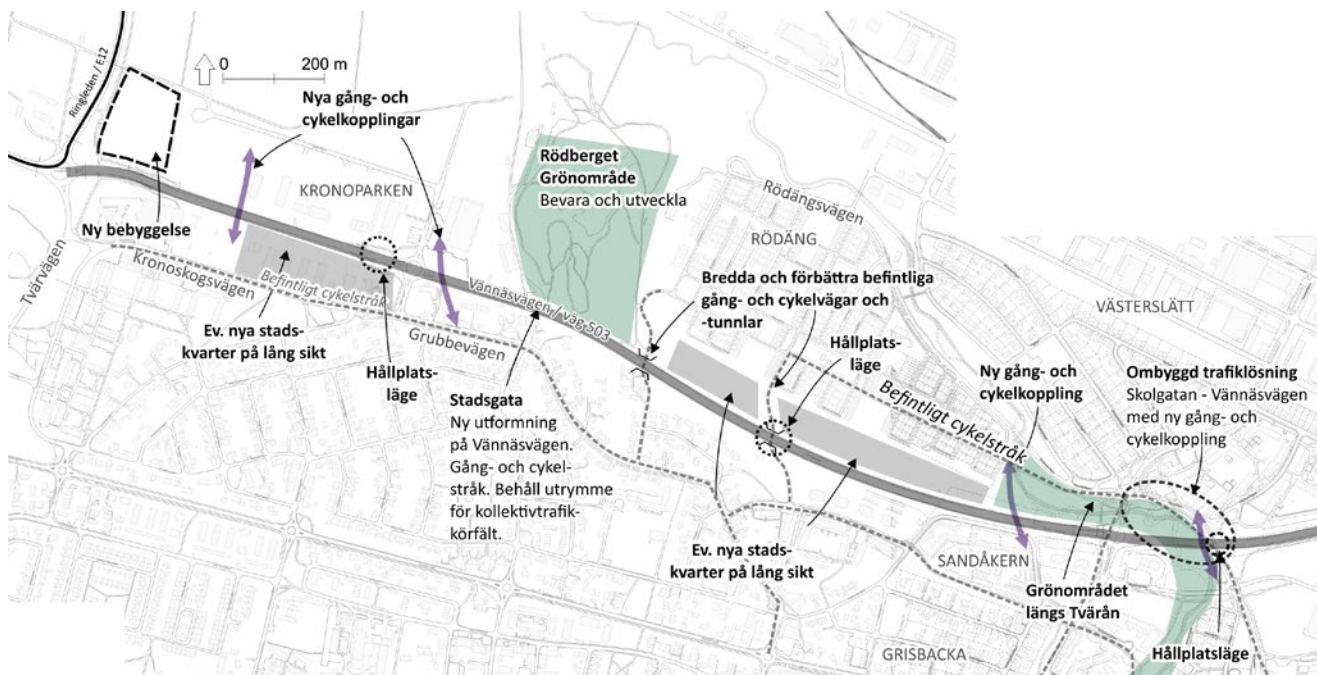 Ringleden / E12
0 200 m
Nya gång- och
cykelkopplingar
KRONOPARKEN
Ny bebyggelse
Tvärvägen
Kronoskogsvägen
Befintligt cykelstråk
Ev. nya stads-
kvarter på lång sikt
Hållplats-
läge
Grubbevägen
Vännäsvägen / väg 503
Stadsgata
Ny utformning
på Vännäsvägen.
Gång- och cykel-
stråk. Behåll utrymme
för kollektivtrafik-
körfält.
Rödberget
Grönområde
Bevara och utveckla
Rödängsvägen
RÖDÄNG
Bredda och förbättra befintliga
gång- och cykelvägar och
-tunnlar
Hållplats-
läge
Befintligt cykelstråk
Ev. nya stads-
kvarter på lång sikt
VÄSTERSLÄTT
Ny gång- och
cykelkoppling
Ombyggd trafiklösning
Skolgatan - Vännäsvägen
med ny gång- och
cykelkoppling
SANDÅKERN
Grönområdet
längs Tvärån
GRISBACKA
Hållplatsläge